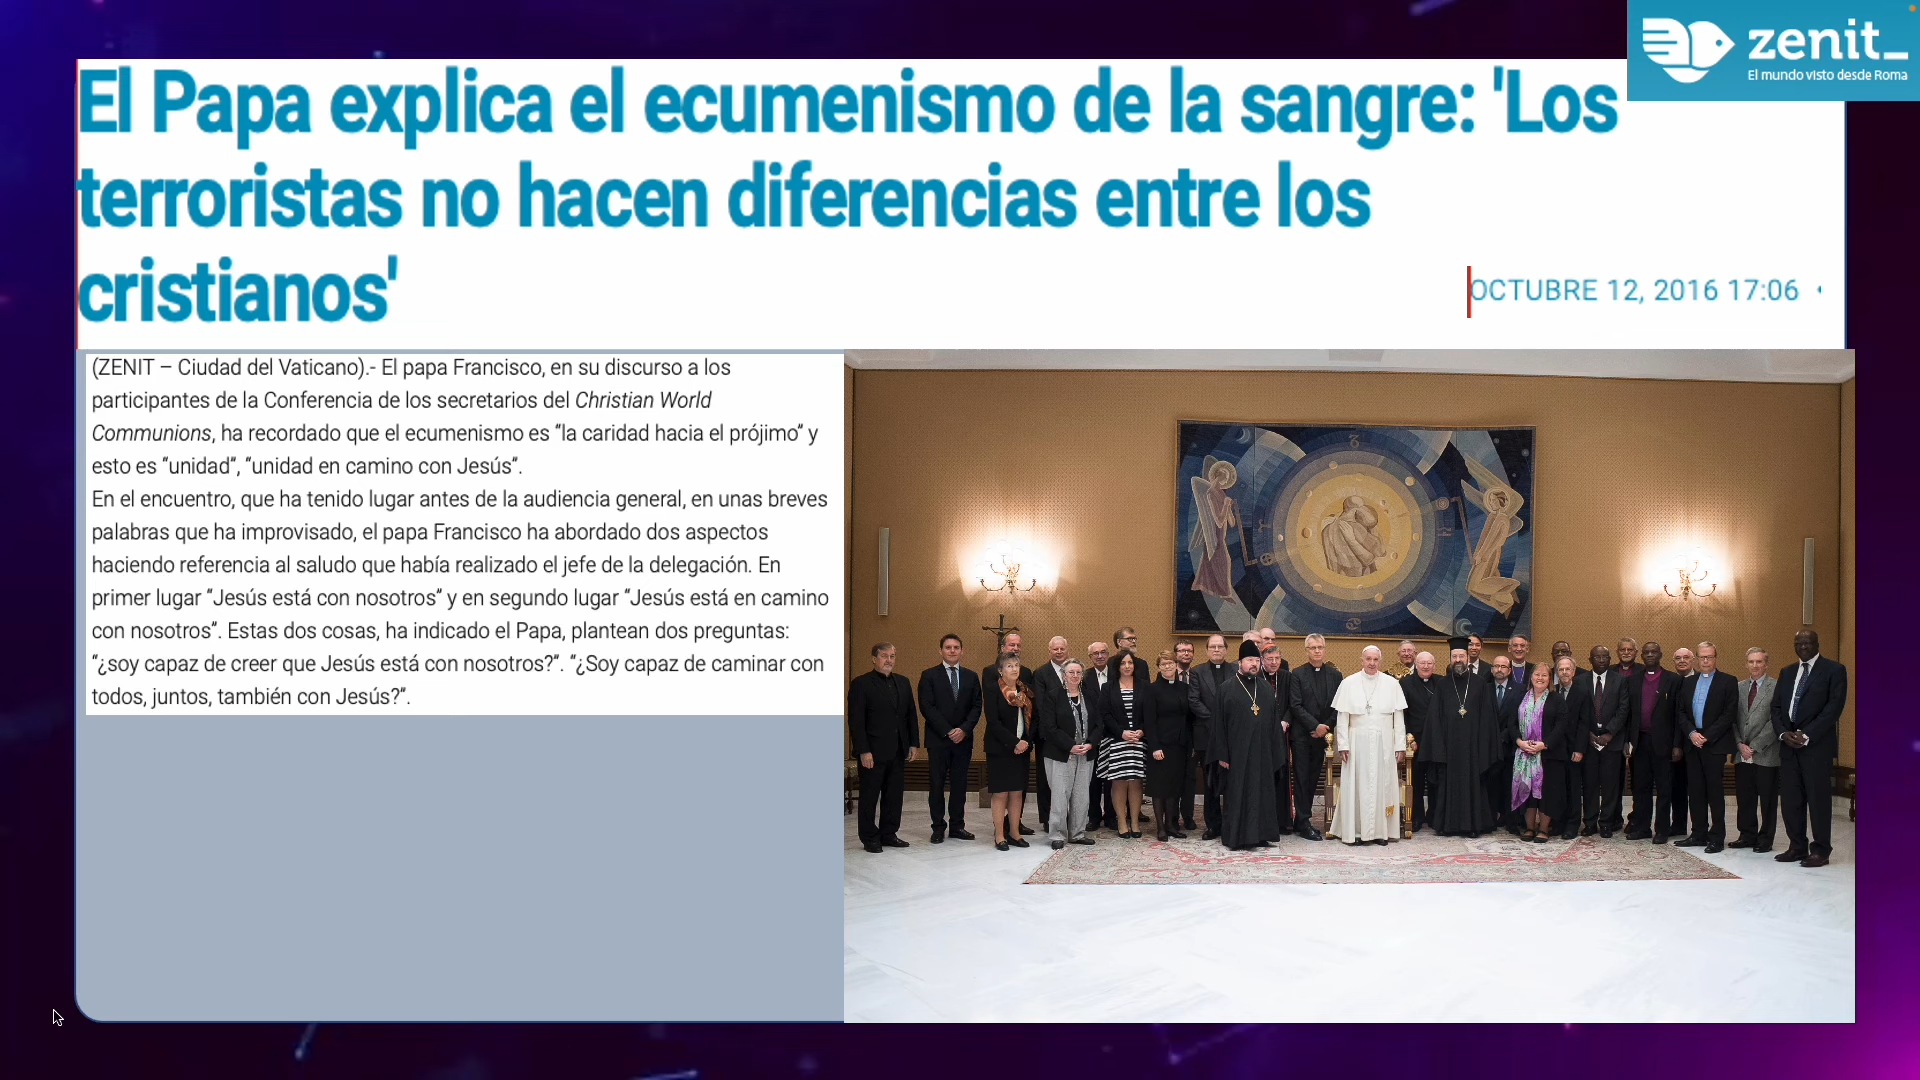 zenit_
El mundo visto desde Roma
El Papa explica el ecumenismo de la sangre: 'Los
terroristas no hacen diferencias entre los
cristianos'
OCTUBRE 12, 2016 17:06
(ZENIT – Ciudad del Vaticano).- El papa Francisco, en su discurso a los
participantes de la Conferencia de los secretarios del Christian World
Communions, ha recordado que el ecumenismo es “la caridad hacia el prójimo” y
esto es “unidad”, “unidad en camino con Jesús”.
En el encuentro, que ha tenido lugar antes de la audiencia general, en unas breves
palabras que ha improvisado, el papa Francisco ha abordado dos aspectos
haciendo referencia al saludo que había realizado el jefe de la delegación. En
primer lugar “Jesús está con nosotros” y en segundo lugar “Jesús está en camino
con nosotros”. Estas dos cosas, ha indicado el Papa, plantean dos preguntas:
“¿soy capaz de creer que Jesús está con nosotros?”. “¿Soy capaz de caminar con
todos, juntos, también con Jesús?”.